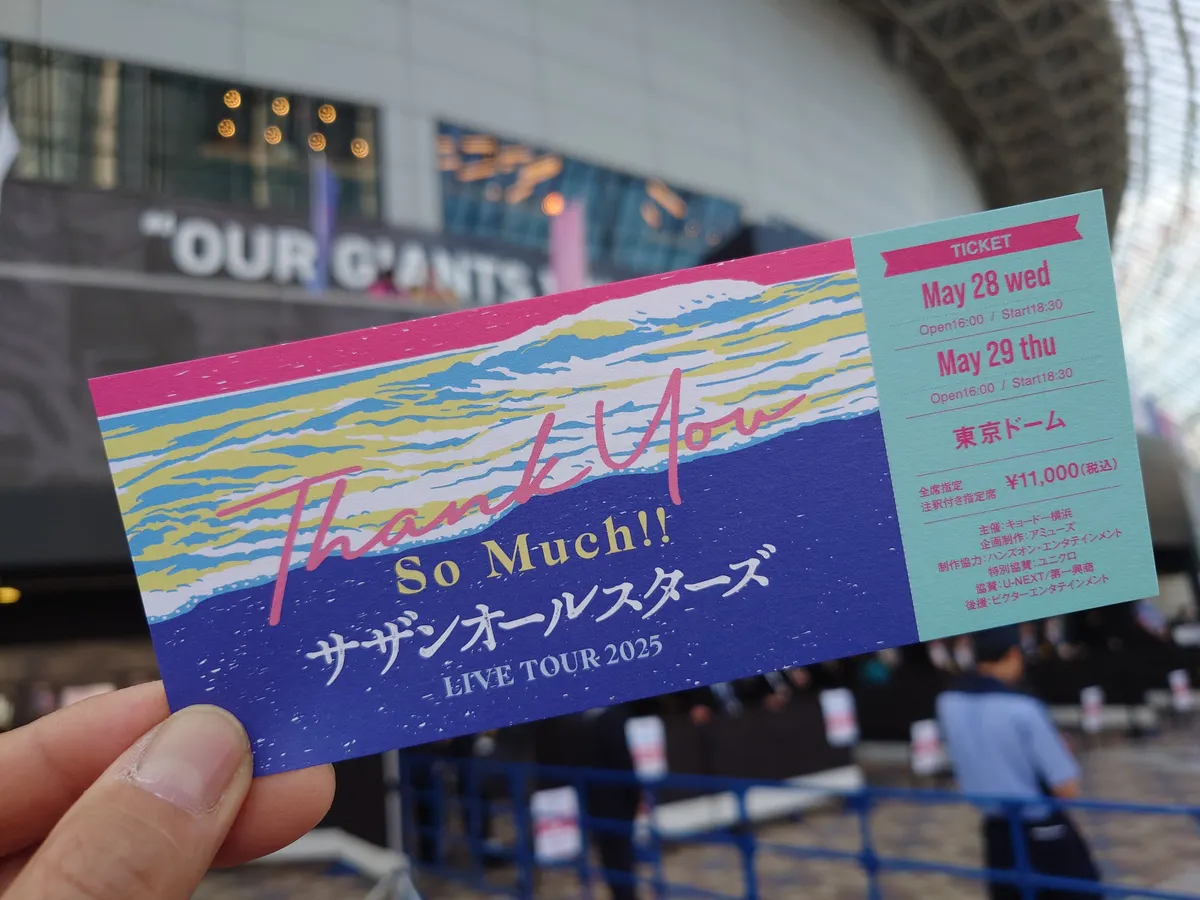 "OUR G!ANTS
Thank You
So Much!!
サザンオールスターズ
LIVE TOUR 2025
TICKET
May 28 wed
Open16:00 / Start18:30
May 29 thu
Open16:00 / Start18:30
東京ドーム
全席指定
注釈付き指定席
¥11,000(税込)
主催:キョードー横浜
企画制作:アミューズ
制作協力:ハンズオン・エンタテインメント
特別協賛:ユニクロ
協賛:U-NEXT/第一興商
後援:ビクターエンタテインメント